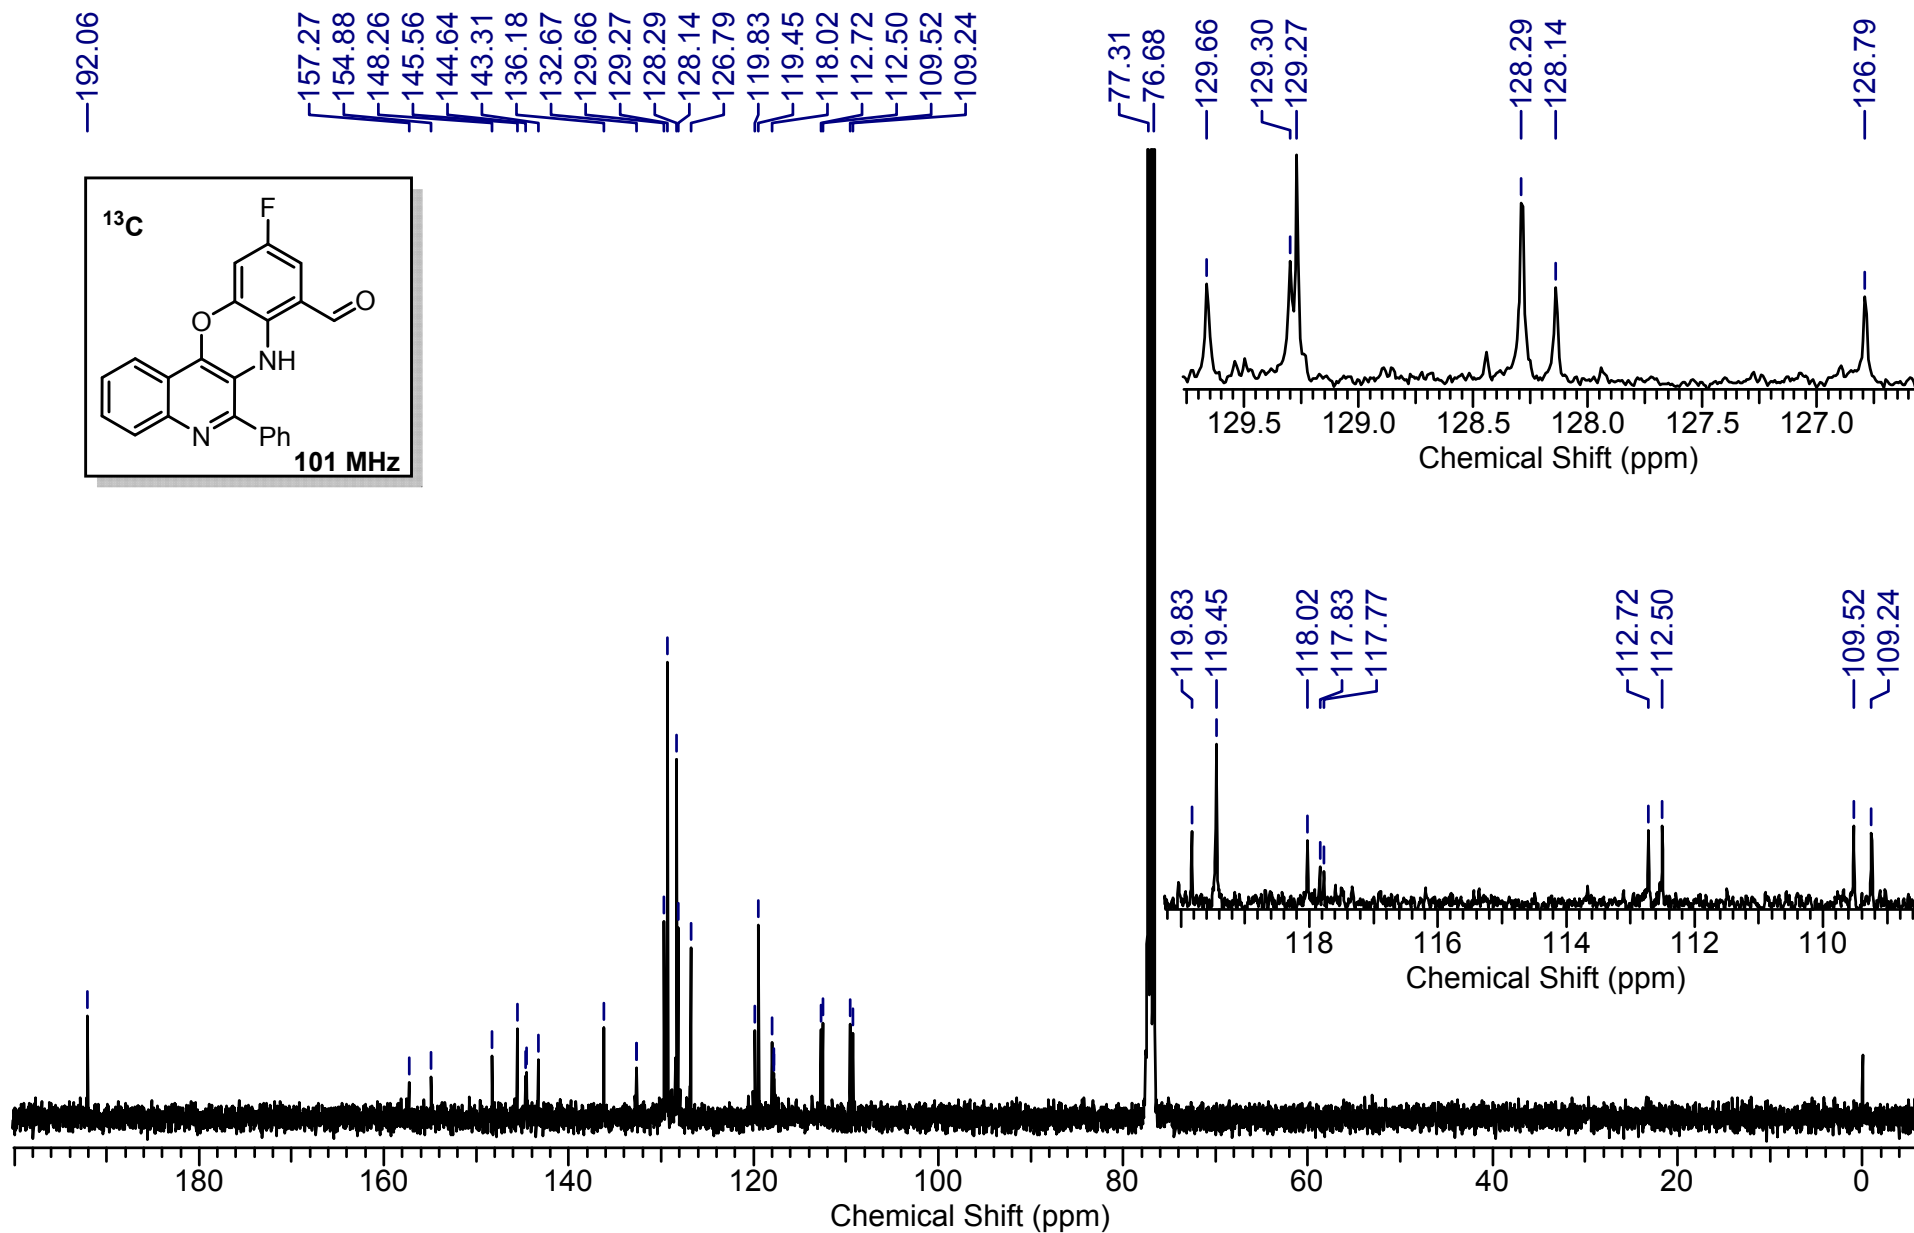 192.06
157.27
154.88
148.26
145.56
144.64
143.31
136.18
132.67
129.66
129.27
128.29
128.14
126.79
119.83
119.45
118.02
112.72
112.50
109.52
109.24
77.31
76.68
129.66
129.30
129.27
128.29
128.14
126.79
13C
F
O
O
NH
N
Ph
101 MHz
129.5 129.0 128.5 128.0 127.5 127.0
Chemical Shift (ppm)
119.83
119.45
118.02
117.83
117.77
112.72
112.50
109.52
109.24
118 116 114 112 110
Chemical Shift (ppm)
180 160 140 120 100 80 60 40 20 0
Chemical Shift (ppm)